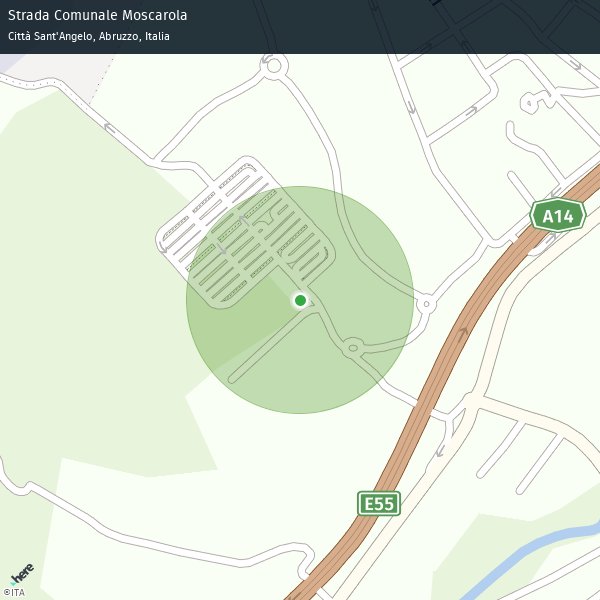 Strada Comunale Moscarola
Città Sant'Angelo, Abruzzo, Italia
A14
E55
here
©ITA